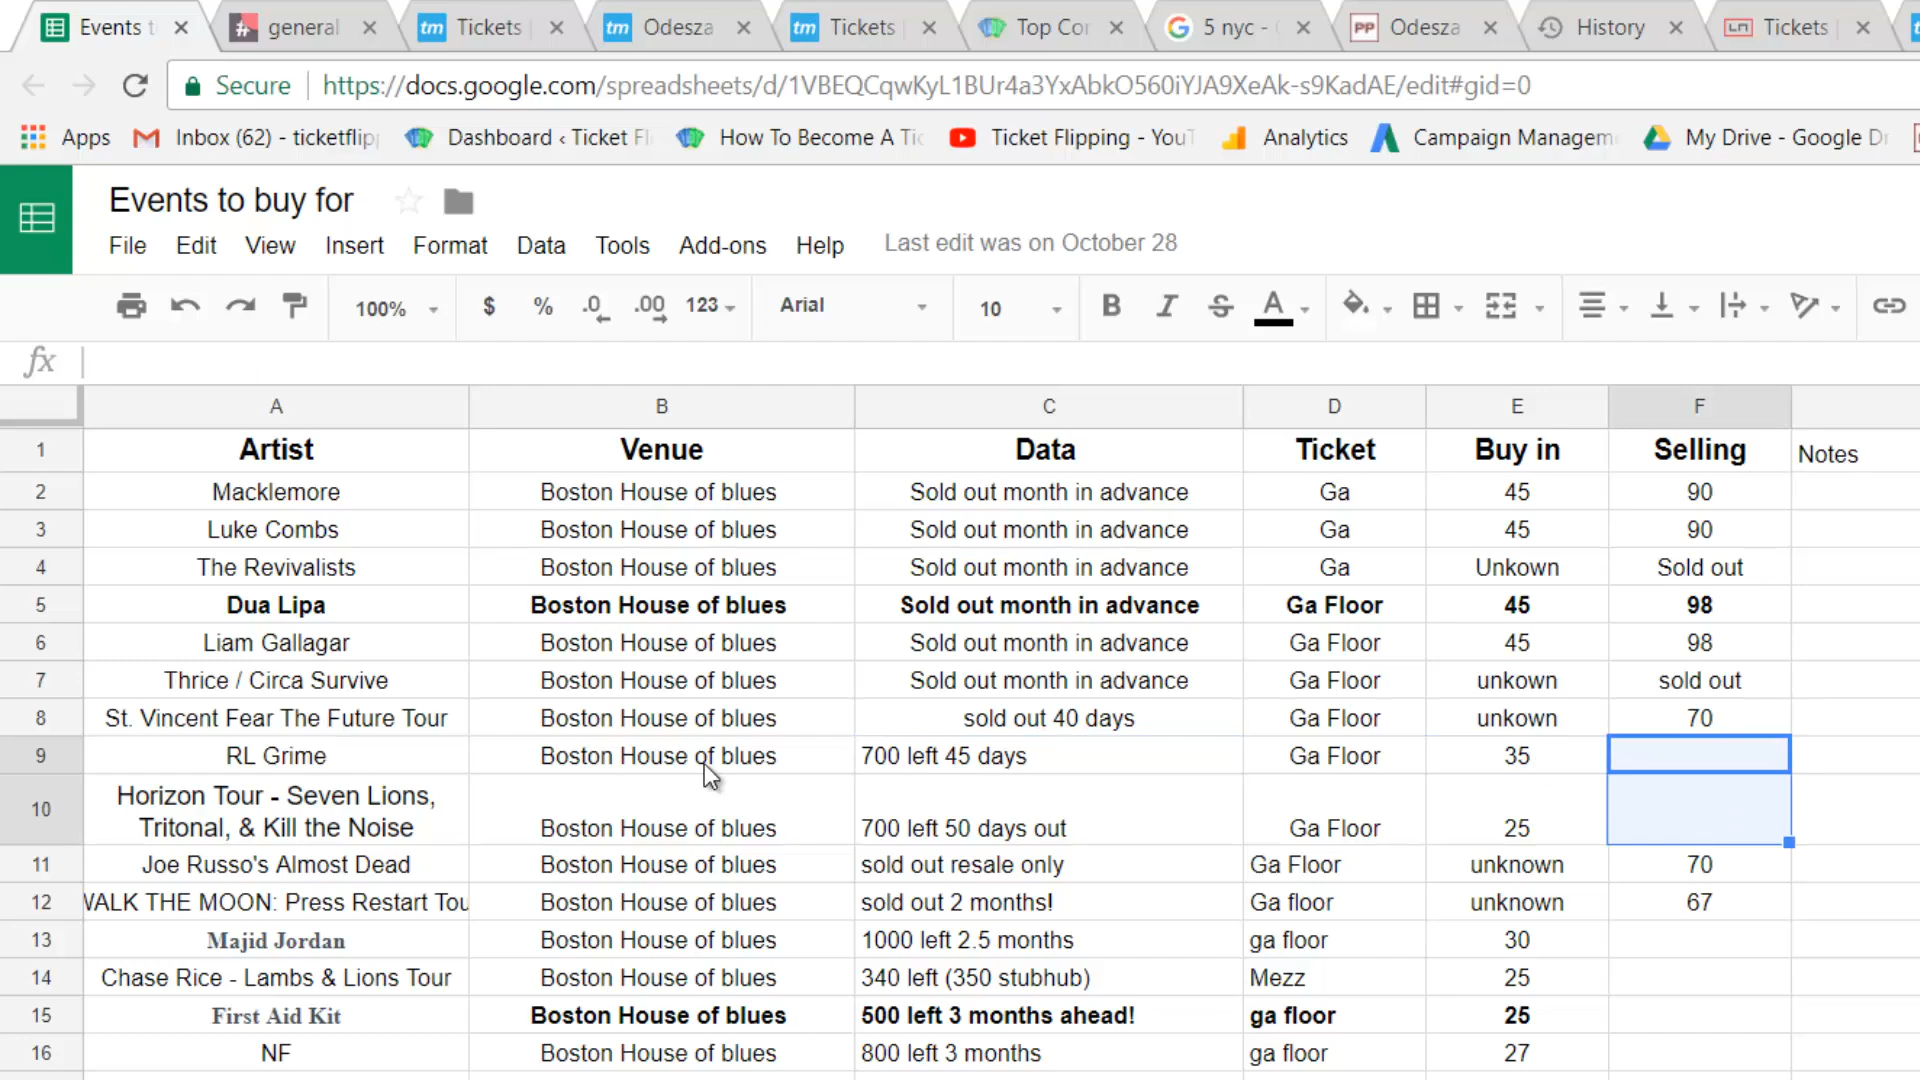 Events t
general
tm Tickets
tm Odesza
tm Tickets
Top Cor
5 nyc -
PP Odesza
History
Ln Tickets
Secure https://docs.google.com/spreadsheets/d/1VBEQCqwKyL1BUr4a3YxAbkO560iYJA9XeAk-s9KadAE/edit#gid=0
Apps Inbox (62) - ticketflip Dashboard ‹ Ticket Fl How To Become A Tic Ticket Flipping - YouT Analytics Campaign Managem My Drive - Google Dr
Events to buy for
File Edit View Insert Format Data Tools Add-ons Help Last edit was on October 28
100% $ % .0 .00 123 Arial 10 B I S A
fx
A B C D E F
1 Artist Venue Data Ticket Buy in Selling Notes
2 Macklemore Boston House of blues Sold out month in advance Ga 45 90
3 Luke Combs Boston House of blues Sold out month in advance Ga 45 90
4 The Revivalists Boston House of blues Sold out month in advance Ga Unkown Sold out
5 Dua Lipa Boston House of blues Sold out month in advance Ga Floor 45 98
6 Liam Gallagar Boston House of blues Sold out month in advance Ga Floor 45 98
7 Thrice / Circa Survive Boston House of blues Sold out month in advance Ga Floor unkown sold out
8 St. Vincent Fear The Future Tour Boston House of blues sold out 40 days Ga Floor unkown 70
9 RL Grime Boston House of blues 700 left 45 days Ga Floor 35
Horizon Tour - Seven Lions,
10 Tritonal, & Kill the Noise Boston House of blues 700 left 50 days out Ga Floor 25
11 Joe Russo's Almost Dead Boston House of blues sold out resale only Ga Floor unknown 70
12 WALK THE MOON: Press Restart Tou Boston House of blues sold out 2 months! Ga floor unknown 67
13 Majid Jordan Boston House of blues 1000 left 2.5 months ga floor 30
14 Chase Rice - Lambs & Lions Tour Boston House of blues 340 left (350 stubhub) Mezz 25
15 First Aid Kit Boston House of blues 500 left 3 months ahead! ga floor 25
16 NF Boston House of blues 800 left 3 months ga floor 27